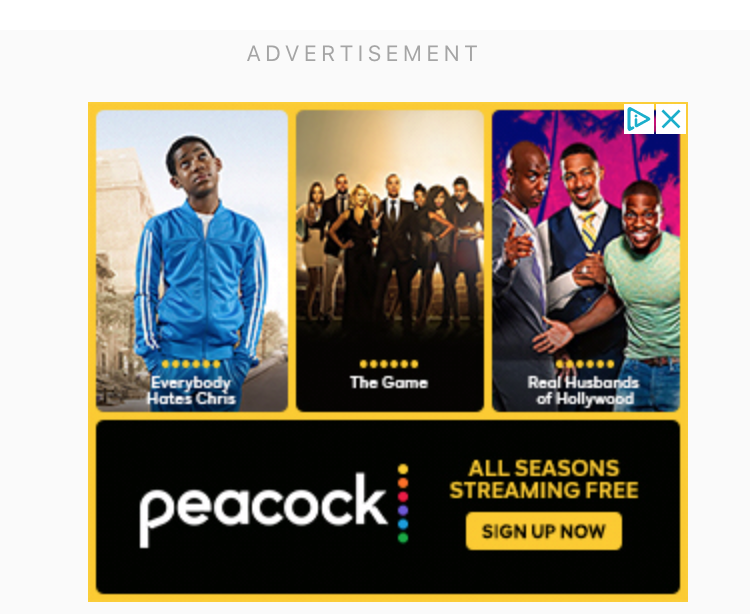 ADVERTISEMENT
Everybody
Hates Chris
The Game
Real Husbands
of Hollywood
peacock
ALL SEASONS
STREAMING FREE
SIGN UP NOW